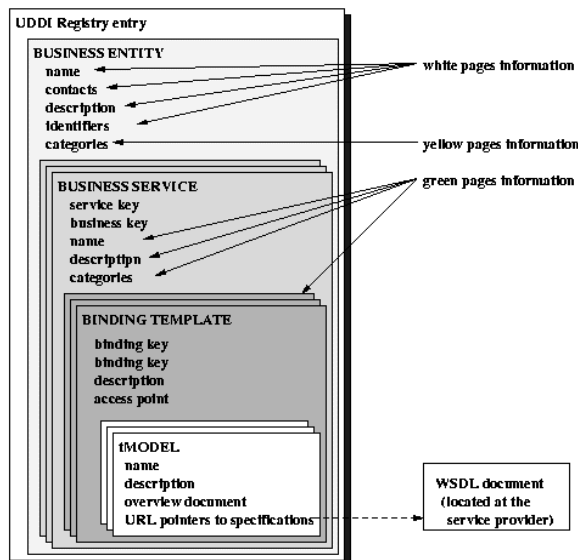 UDDI Registry entry
BUSINESS ENTITY
name
contacts
description
identifiers
categories
white pages information
yellow pages information
green pages information
BUSINESS SERVICE
service key
business key
name
descriptipn
categories
BINDING TEMPLATE
binding key
binding key
description
access point
tMODEL
name
description
overview document
URL pointers to specifications
WSDL document
(located at the
service provider)